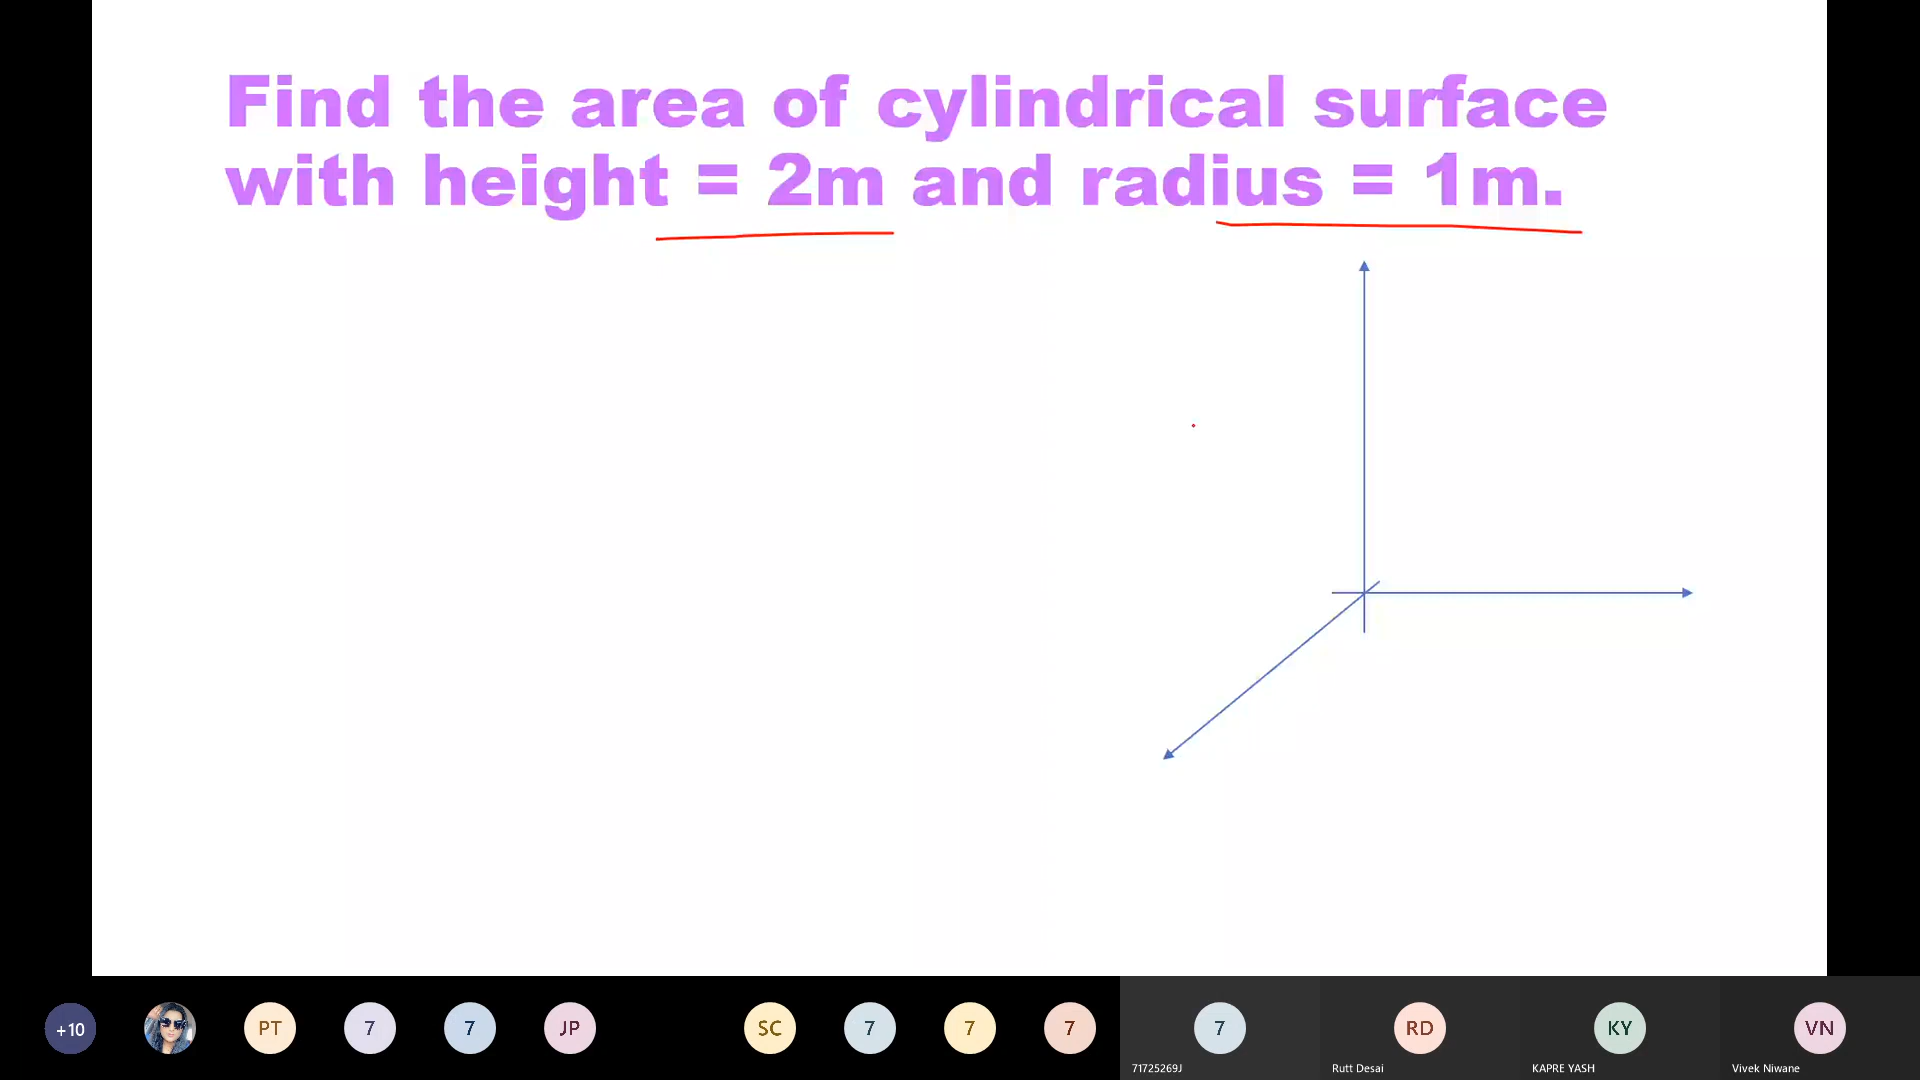 Find the area of cylindrical surface
with height = 2m and radius = 1m.
+10
PT
7
7
JP
SC
7
7
7
7
RD
KY
VN
71725269J
Rutt Desai
KAPRE YASH
Vivek Niwane